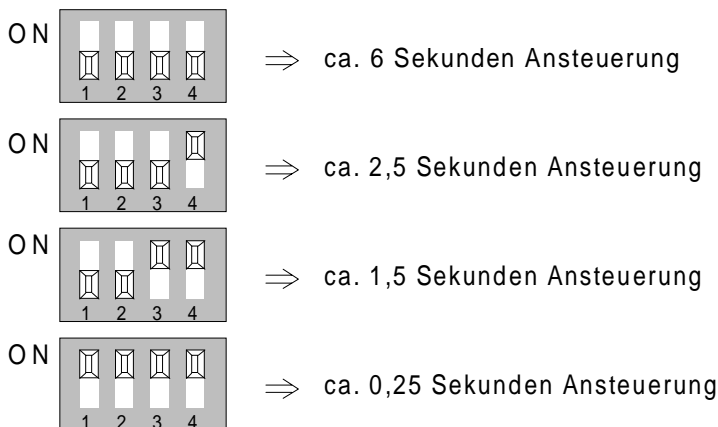 ON
1 2 3 4
⇒ ca. 6 Sekunden Ansteuerung
ON
1 2 3 4
⇒ ca. 2,5 Sekunden Ansteuerung
ON
1 2 3 4
⇒ ca. 1,5 Sekunden Ansteuerung
ON
1 2 3 4
⇒ ca. 0,25 Sekunden Ansteuerung